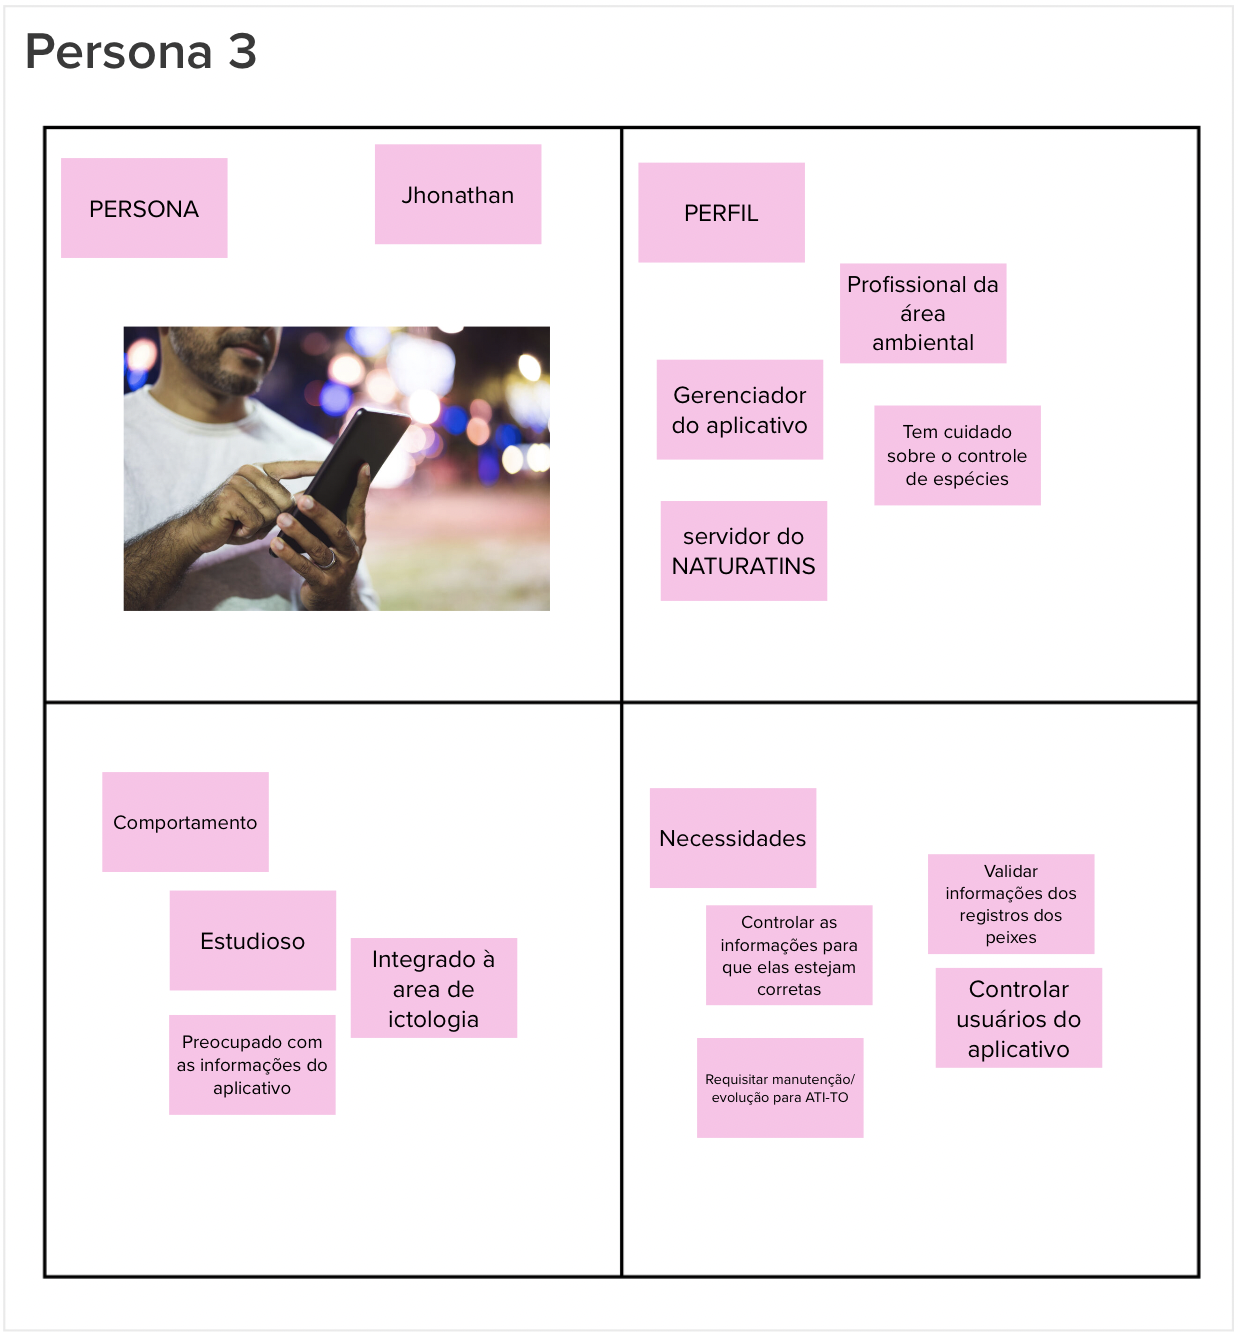 Persona 3
PERSONA
Jhonathan
PERFIL
Profissional da
área
ambiental
Gerenciador
do aplicativo
Tem cuidado
sobre o controle
de espécies
servidor do
NATURATINS
Comportamento
Estudioso
Integrado à
area de
ictologia
Preocupado com
as informações do
aplicativo
Necessidades
Validar
informações dos
registros dos
peixes
Controlar as
informações para
que elas estejam
corretas
Controlar
usuários do
aplicativo
Requisitar manutenção/
evolução para ATI-TO